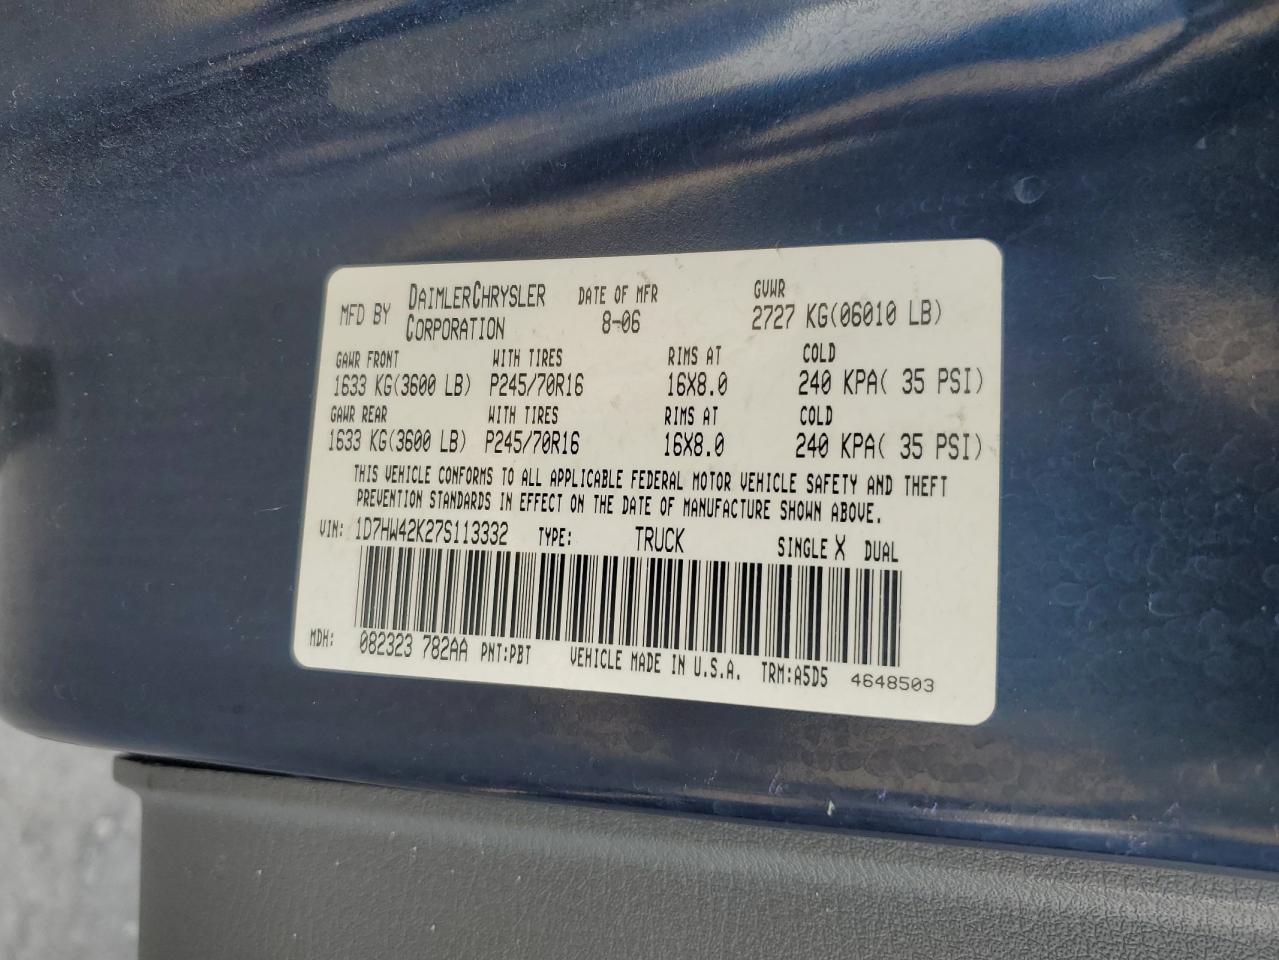 MFD BY DAIMLERCHRYSLER CORPORATION DATE OF MFR 8-06 GVWR 2727 KG(06010 LB)
GAWR FRONT WITH TIRES RIMS AT COLD
1633 KG(3600 LB) P245/70R16 16X8.0 240 KPA( 35 PSI)
GAWR REAR WITH TIRES RIMS AT COLD
1633 KG(3600 LB) P245/70R16 16X8.0 240 KPA( 35 PSI)
THIS VEHICLE CONFORMS TO ALL APPLICABLE FEDERAL MOTOR VEHICLE SAFETY AND THEFT
PREVENTION STANDARDS IN EFFECT ON THE DATE OF MANUFACTURE SHOWN ABOVE.
VIN: 1D7HW42K27S113332 TYPE: TRUCK SINGLE X DUAL
MDH: 082323 782AA PNT:PBT VEHICLE MADE IN U.S.A. TRM:A5D5 4648503